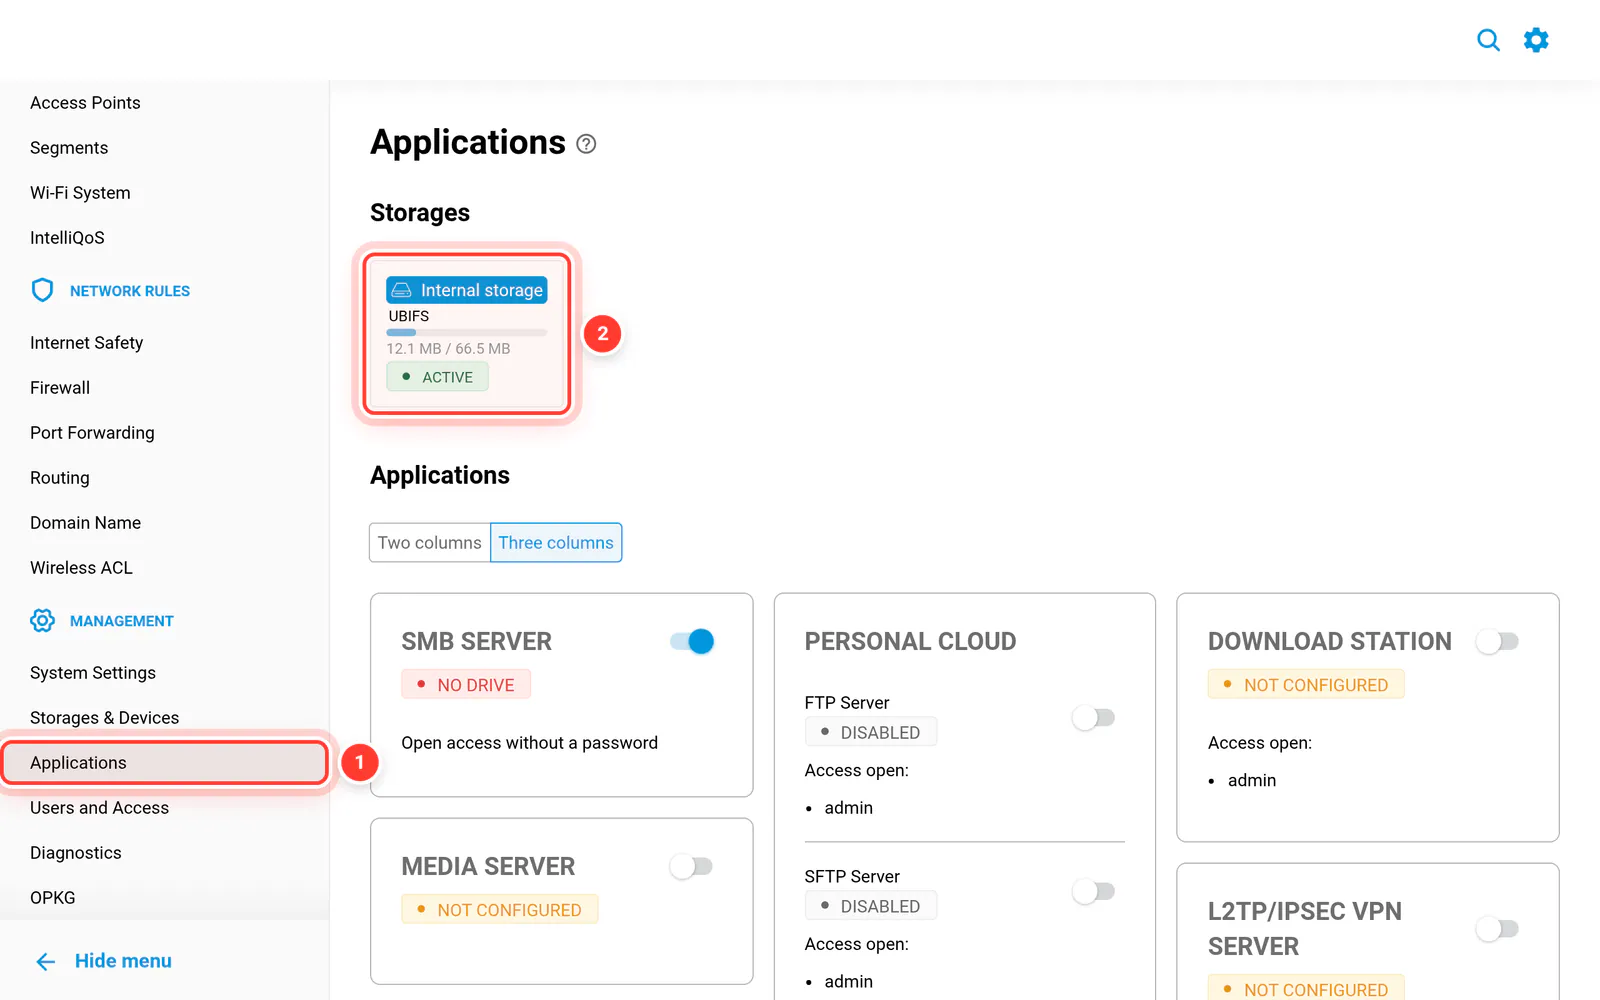 Access Points
Segments
Wi-Fi System
IntelliQoS
NETWORK RULES
Internet Safety
Firewall
Port Forwarding
Routing
Domain Name
Wireless ACL
MANAGEMENT
System Settings
Storages & Devices
Applications
1
Users and Access
Diagnostics
OPKG
Hide menu
Applications ?
Storages
Internal storage
UBIFS
12.1 MB / 66.5 MB
ACTIVE
2
Applications
Two columns
Three columns
SMB SERVER
NO DRIVE
Open access without a password
MEDIA SERVER
NOT CONFIGURED
PERSONAL CLOUD
FTP Server
DISABLED
Access open:
• admin
SFTP Server
DISABLED
Access open:
• admin
DOWNLOAD STATION
NOT CONFIGURED
Access open:
• admin
L2TP/IPSEC VPN
SERVER
NOT CONFIGURED